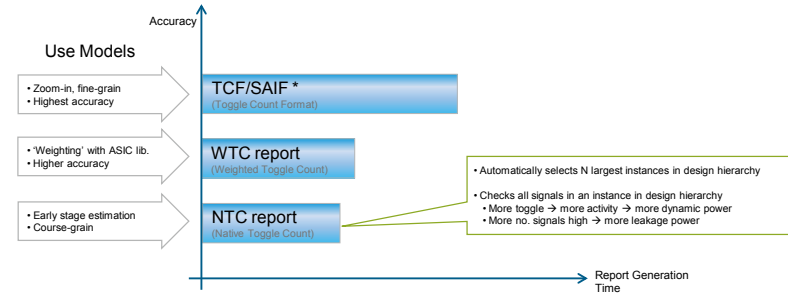 Accuracy
Use Models
• Zoom-in, fine-grain
• Highest accuracy
TCF/SAIF *
(Toggle Count Format)
• 'Weighting' with ASIC lib.
• Higher accuracy
WTC report
(Weighted Toggle Count)
• Early stage estimation
• Course-grain
NTC report
(Native Toggle Count)
• Automatically selects N largest instances in design hierarchy
• Checks all signals in an instance in design hierarchy
• More toggle → more activity → more dynamic power
• More no. signals high → more leakage power
Report Generation
Time